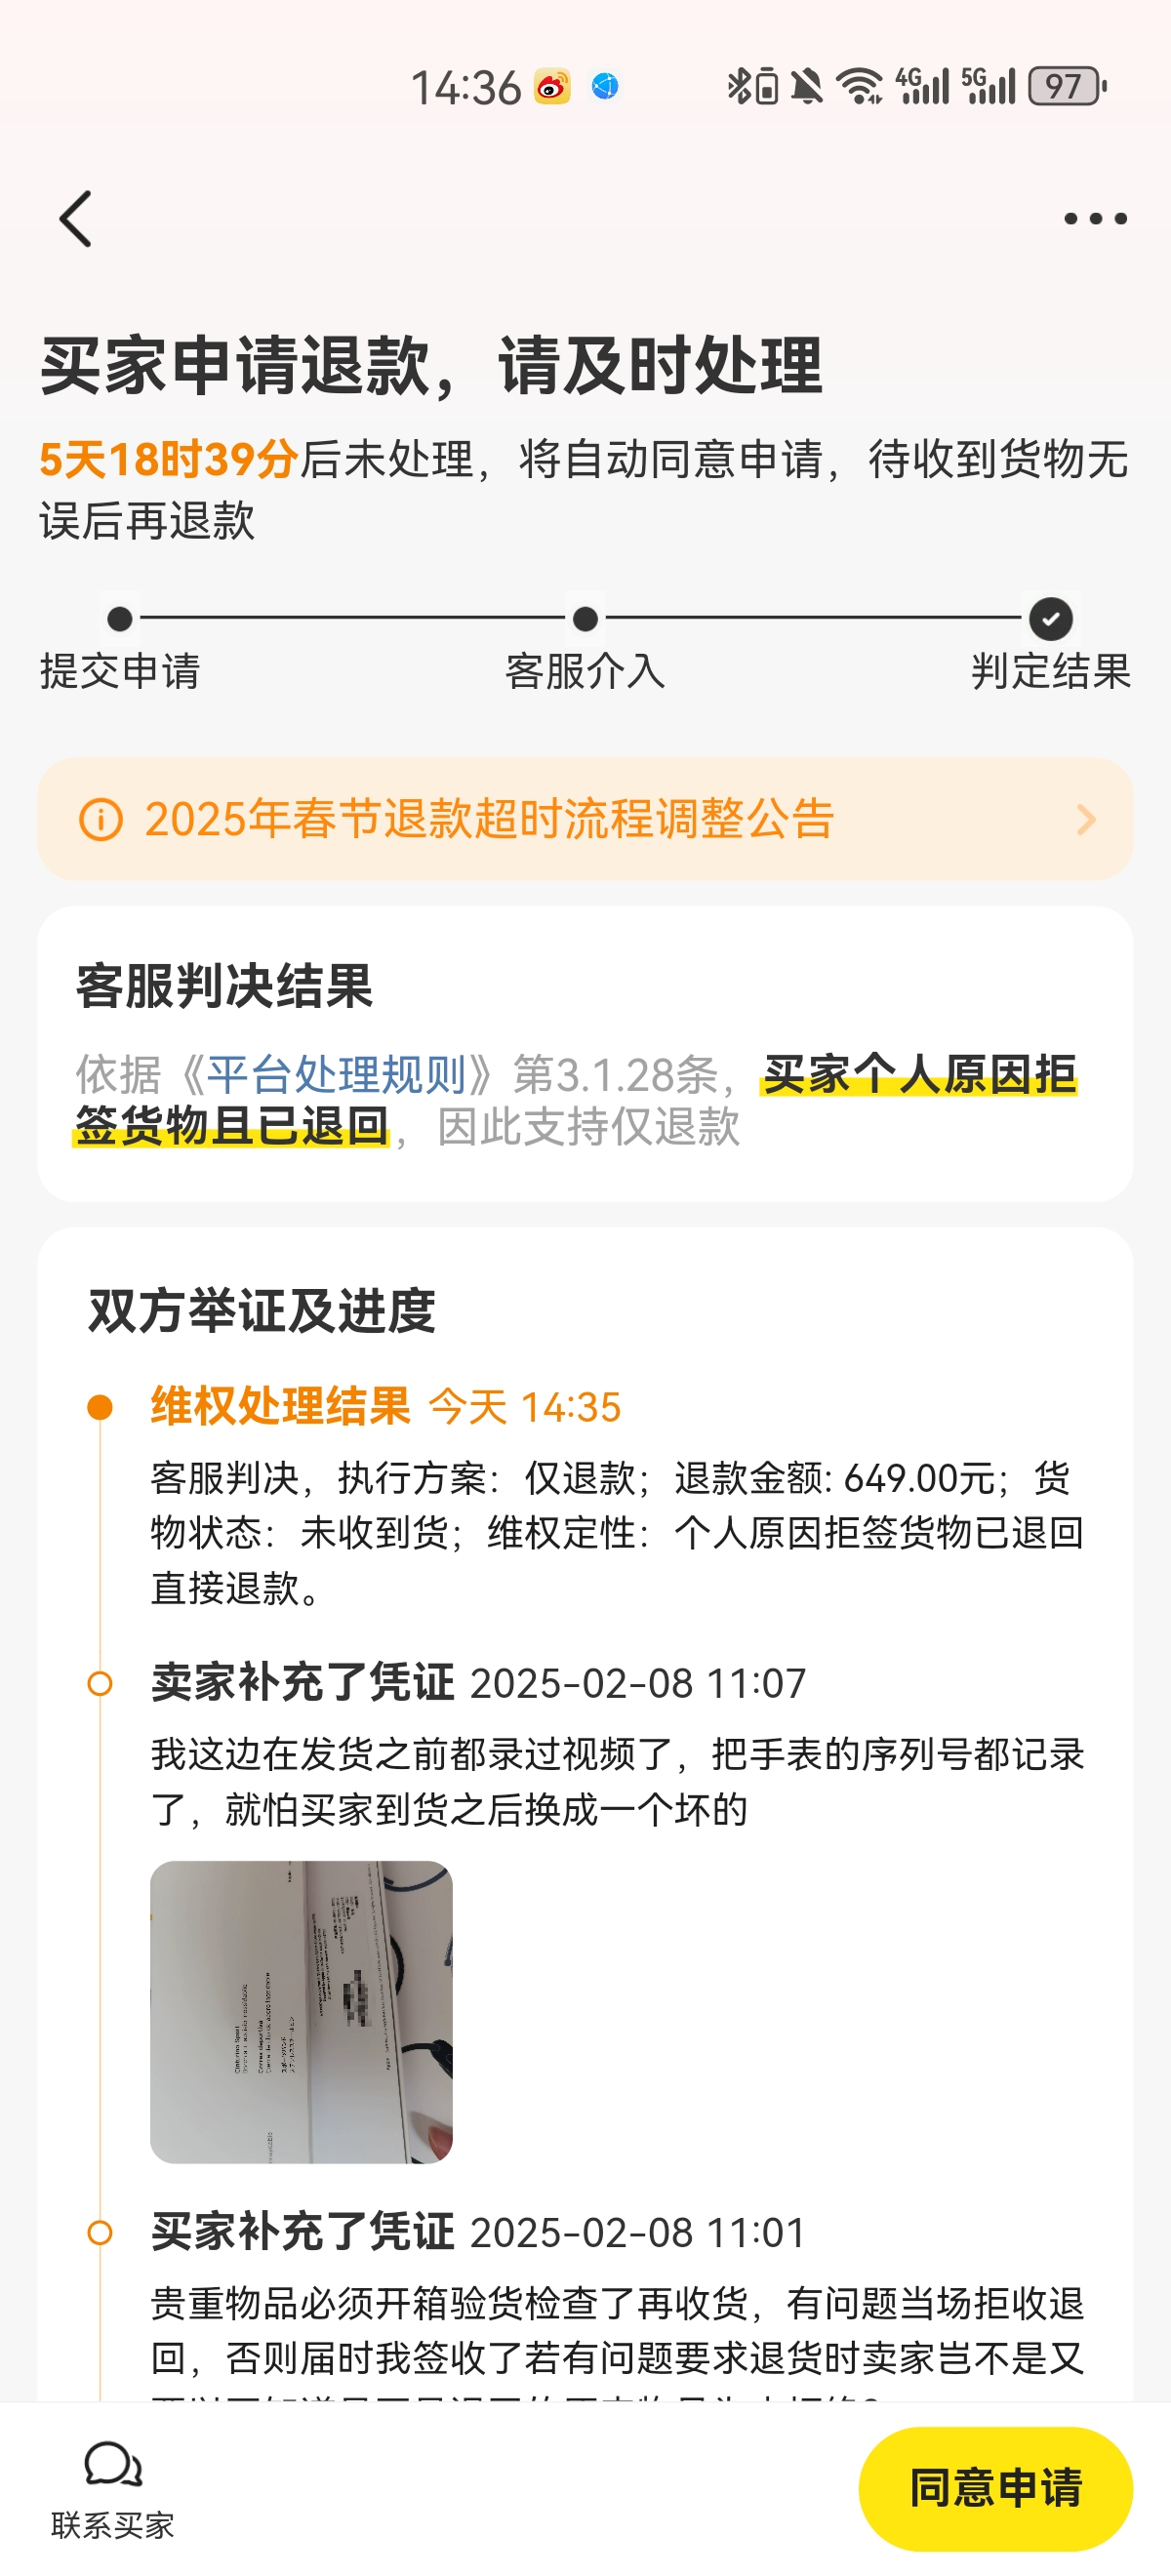 14:36
4G 5G 97
买家申请退款，请及时处理
5天18时39分后未处理，将自动同意申请，待收到货物无
误后再退款
提交申请 客服介入 判定结果
2025年春节退款超时流程调整公告
客服判决结果
依据《平台处理规则》第3.1.28条，买家个人原因拒
签货物且已退回，因此支持仅退款
双方举证及进度
维权处理结果 今天 14:35
客服判决，执行方案：仅退款；退款金额: 649.00元；货
物状态：未收到货；维权定性：个人原因拒签货物已退回
直接退款。
卖家补充了凭证 2025-02-08 11:07
我这边在发货之前都录过视频了，把手表的序列号都记录
了，就怕买家到货之后换成一个坏的
买家补充了凭证 2025-02-08 11:01
贵重物品必须开箱验货检查了再收货，有问题当场拒收退
回，否则届时我签收了若有问题要求退货时卖家岂不是又
联系买家
同意申请